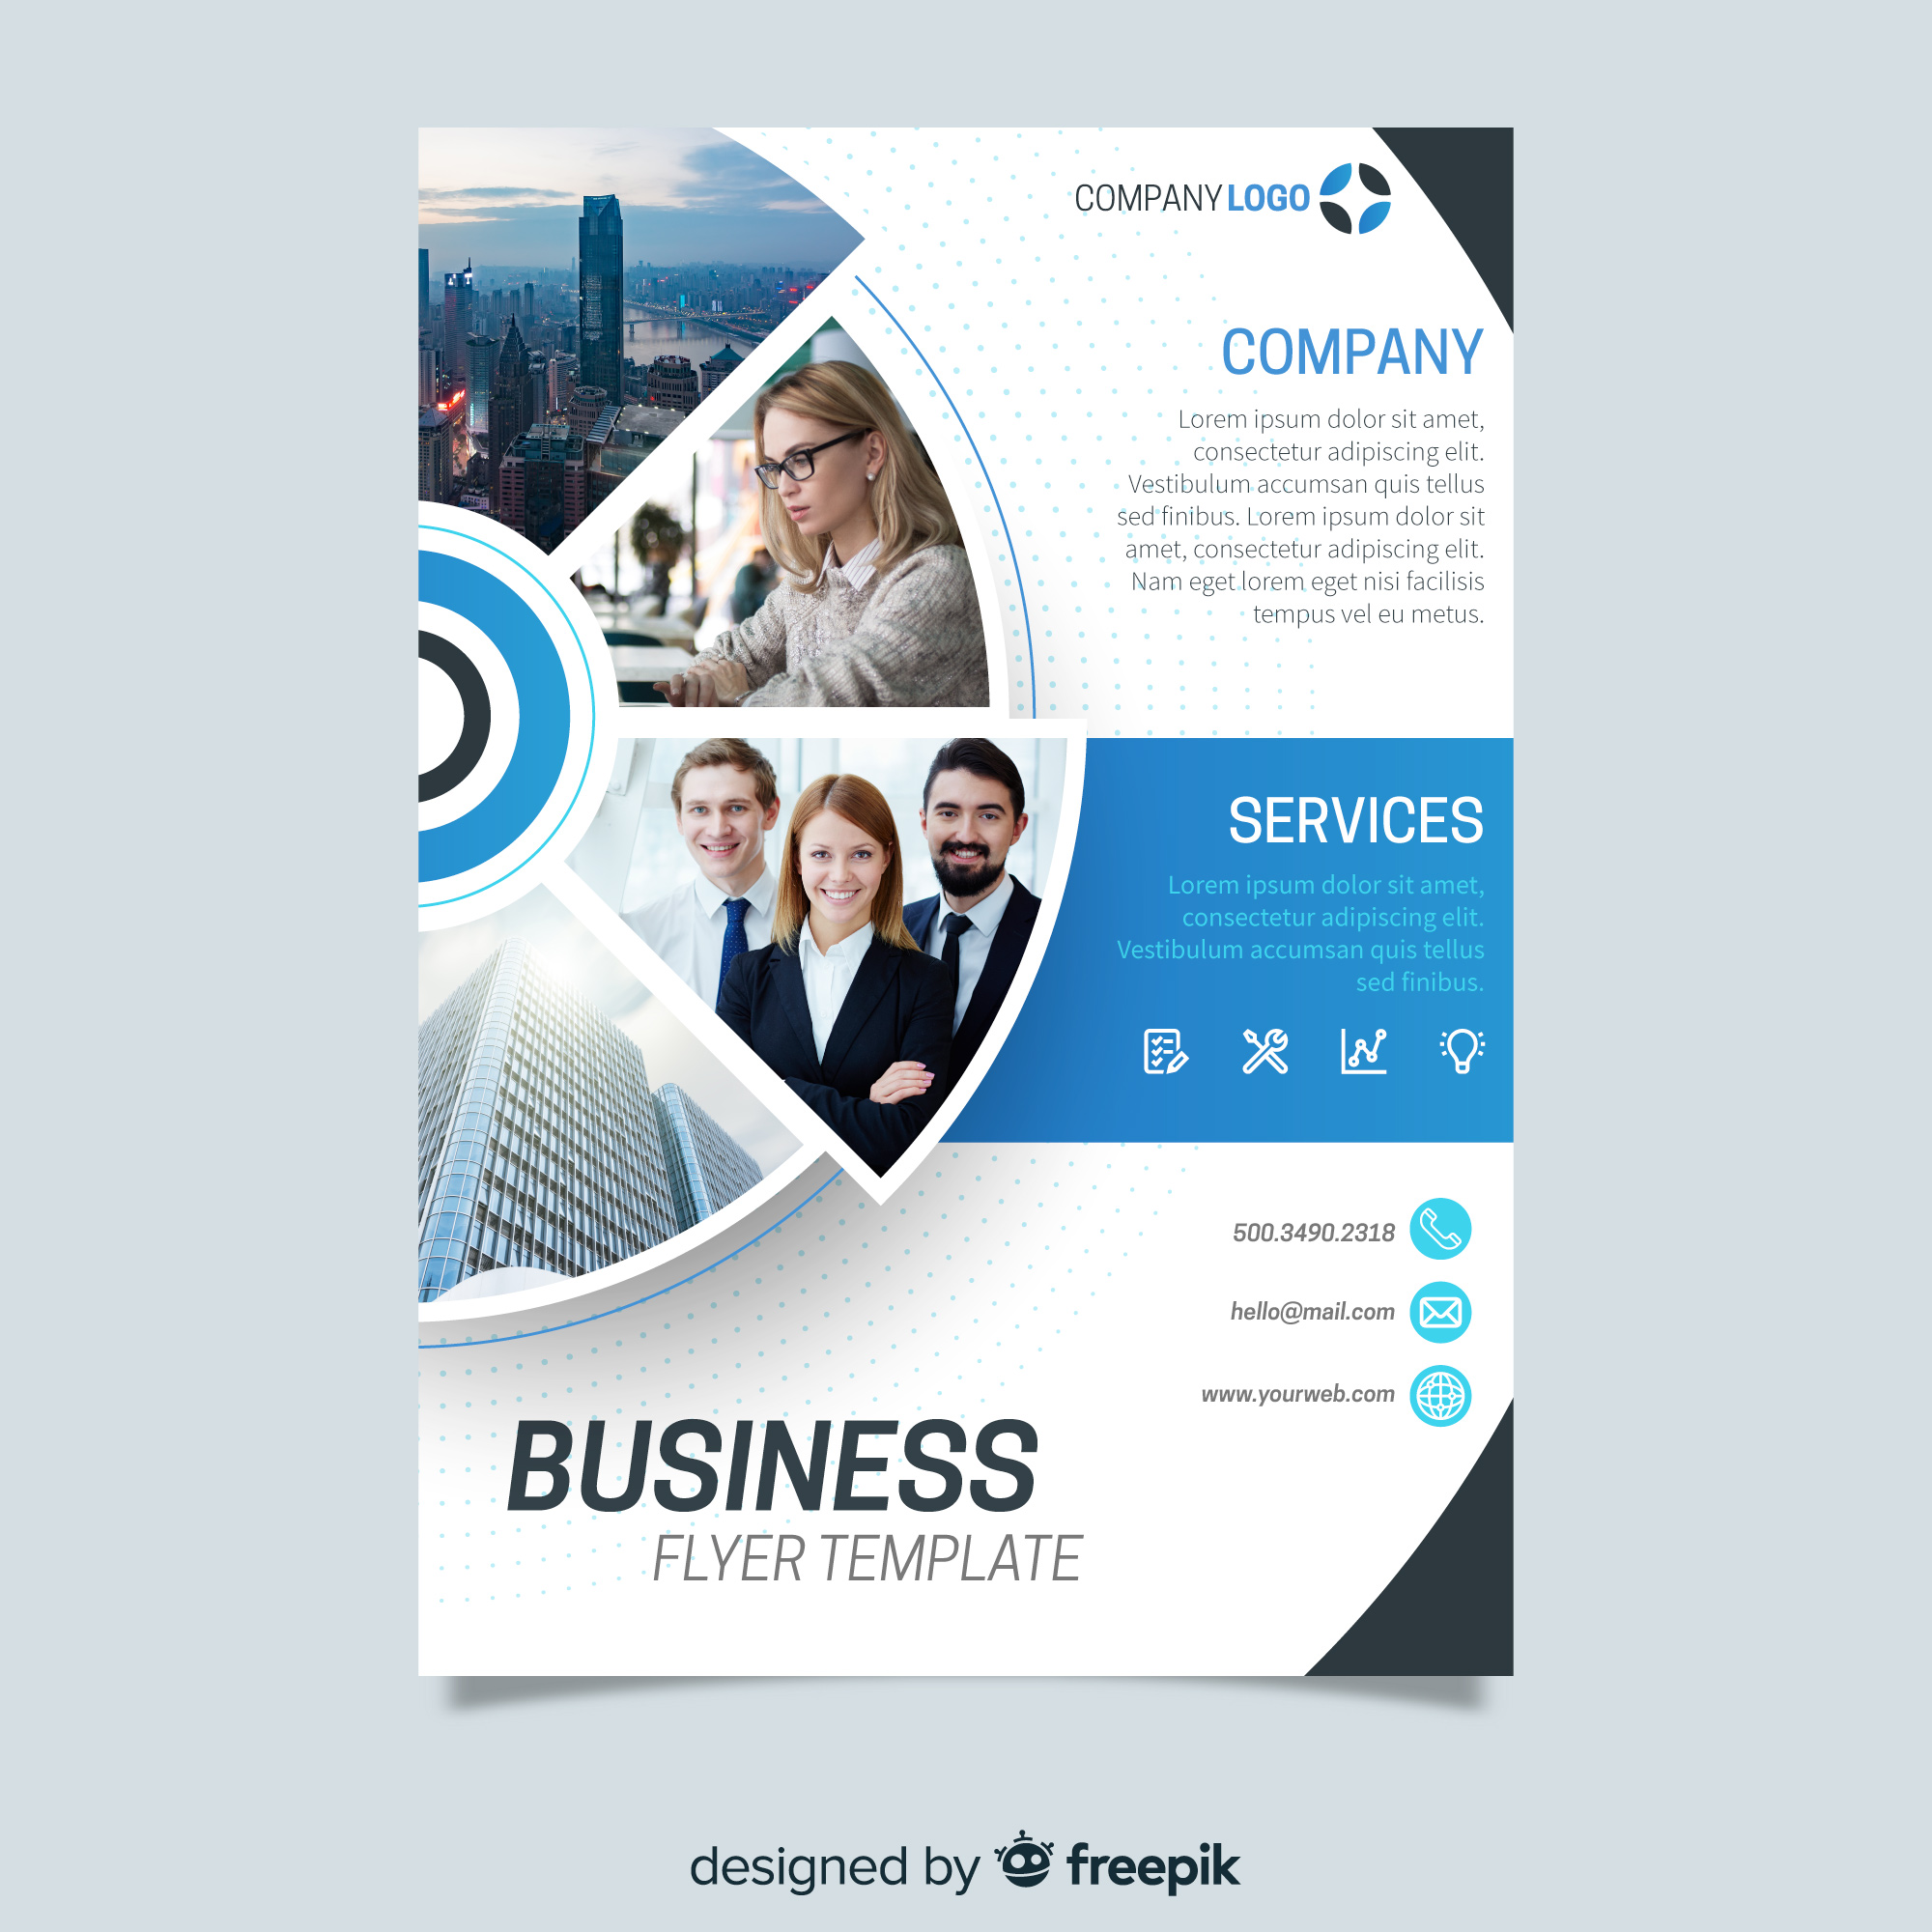 COMPANY LOGO
COMPANY
Lorem ipsum dolor sit amet,
consectetur adipiscing elit.
Vestibulum accumsan quis tellus
sed finibus. Lorem ipsum dolor sit
amet, consectetur adipiscing elit.
Nam eget lorem eget nisi facilisis
tempus vel eu metus.
SERVICES
Lorem ipsum dolor sit amet,
consectetur adipiscing elit.
Vestibulum accumsan quis tellus
sed finibus.
500.3490.2318
hello@mail.com
www.yourweb.com
BUSINESS
FLYER TEMPLATE
designed by freepik